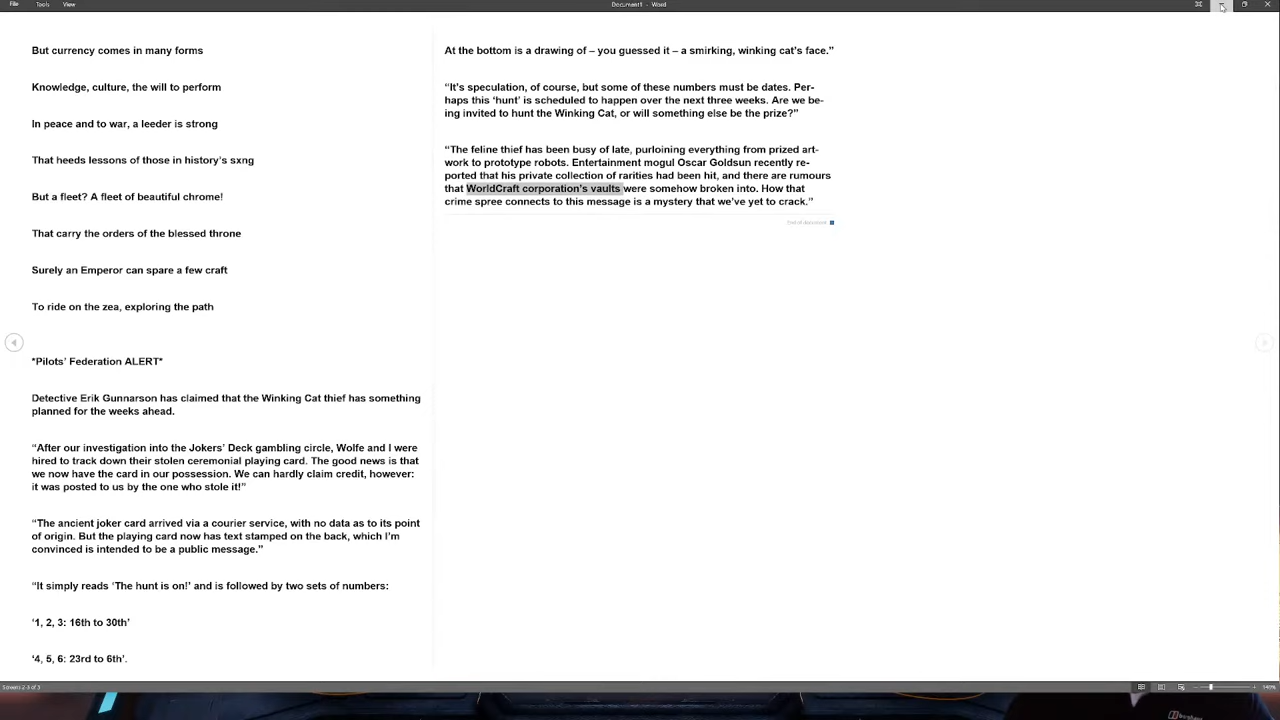 File Tools View Document1 - Word
But currency comes in many forms
Knowledge, culture, the will to perform
In peace and to war, a leeder is strong
That heeds lessons of those in history's sxng
But a fleet? A fleet of beautiful chrome!
That carry the orders of the blessed throne
Surely an Emperor can spare a few craft
To ride on the zea, exploring the path
*Pilots' Federation ALERT*
Detective Erik Gunnarson has claimed that the Winking Cat thief has something
planned for the weeks ahead.
“After our investigation into the Jokers' Deck gambling circle, Wolfe and I were
hired to track down their stolen ceremonial playing card. The good news is that
we now have the card in our possession. We can hardly claim credit, however:
it was posted to us by the one who stole it!”
“The ancient joker card arrived via a courier service, with no data as to its point
of origin. But the playing card now has text stamped on the back, which I'm
convinced is intended to be a public message.”
“It simply reads ‘The hunt is on!’ and is followed by two sets of numbers:
‘1, 2, 3: 16th to 30th’
‘4, 5, 6: 23rd to 6th’.
At the bottom is a drawing of – you guessed it – a smirking, winking cat's face.”
“It's speculation, of course, but some of these numbers must be dates. Per-
haps this ‘hunt’ is scheduled to happen over the next three weeks. Are we be-
ing invited to hunt the Winking Cat, or will something else be the prize?”
“The feline thief has been busy of late, purloining everything from prized art-
work to prototype robots. Entertainment mogul Oscar Goldsun recently re-
ported that his private collection of rarities had been hit, and there are rumours
that WorldCraft corporation's vaults were somehow broken into. How that
crime spree connects to this message is a mystery that we've yet to crack.”
End of document
Screens 2-3 of 3